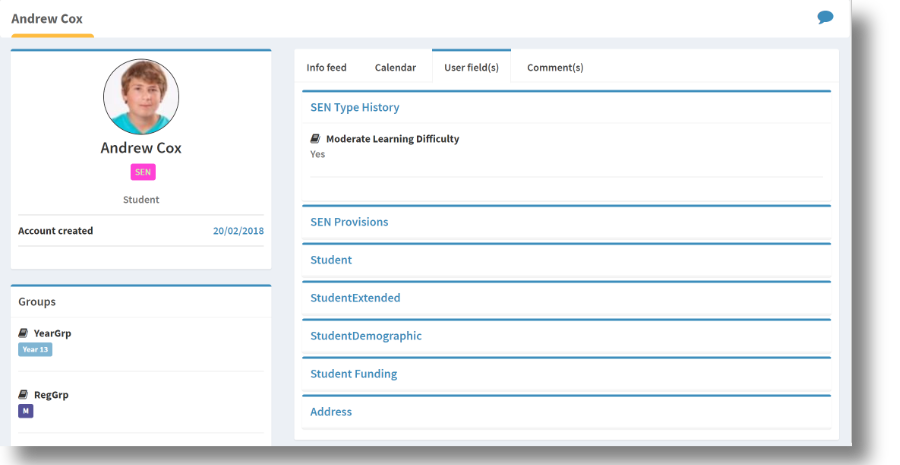 Andrew Cox
Andrew Cox
SEN
Student
Account created 20/02/2018
Groups
YearGrp
Year 13
RegGrp
M
Info feed Calendar User field(s) Comment(s)
SEN Type History
Moderate Learning Difficulty
Yes
SEN Provisions
Student
StudentExtended
StudentDemographic
Student Funding
Address